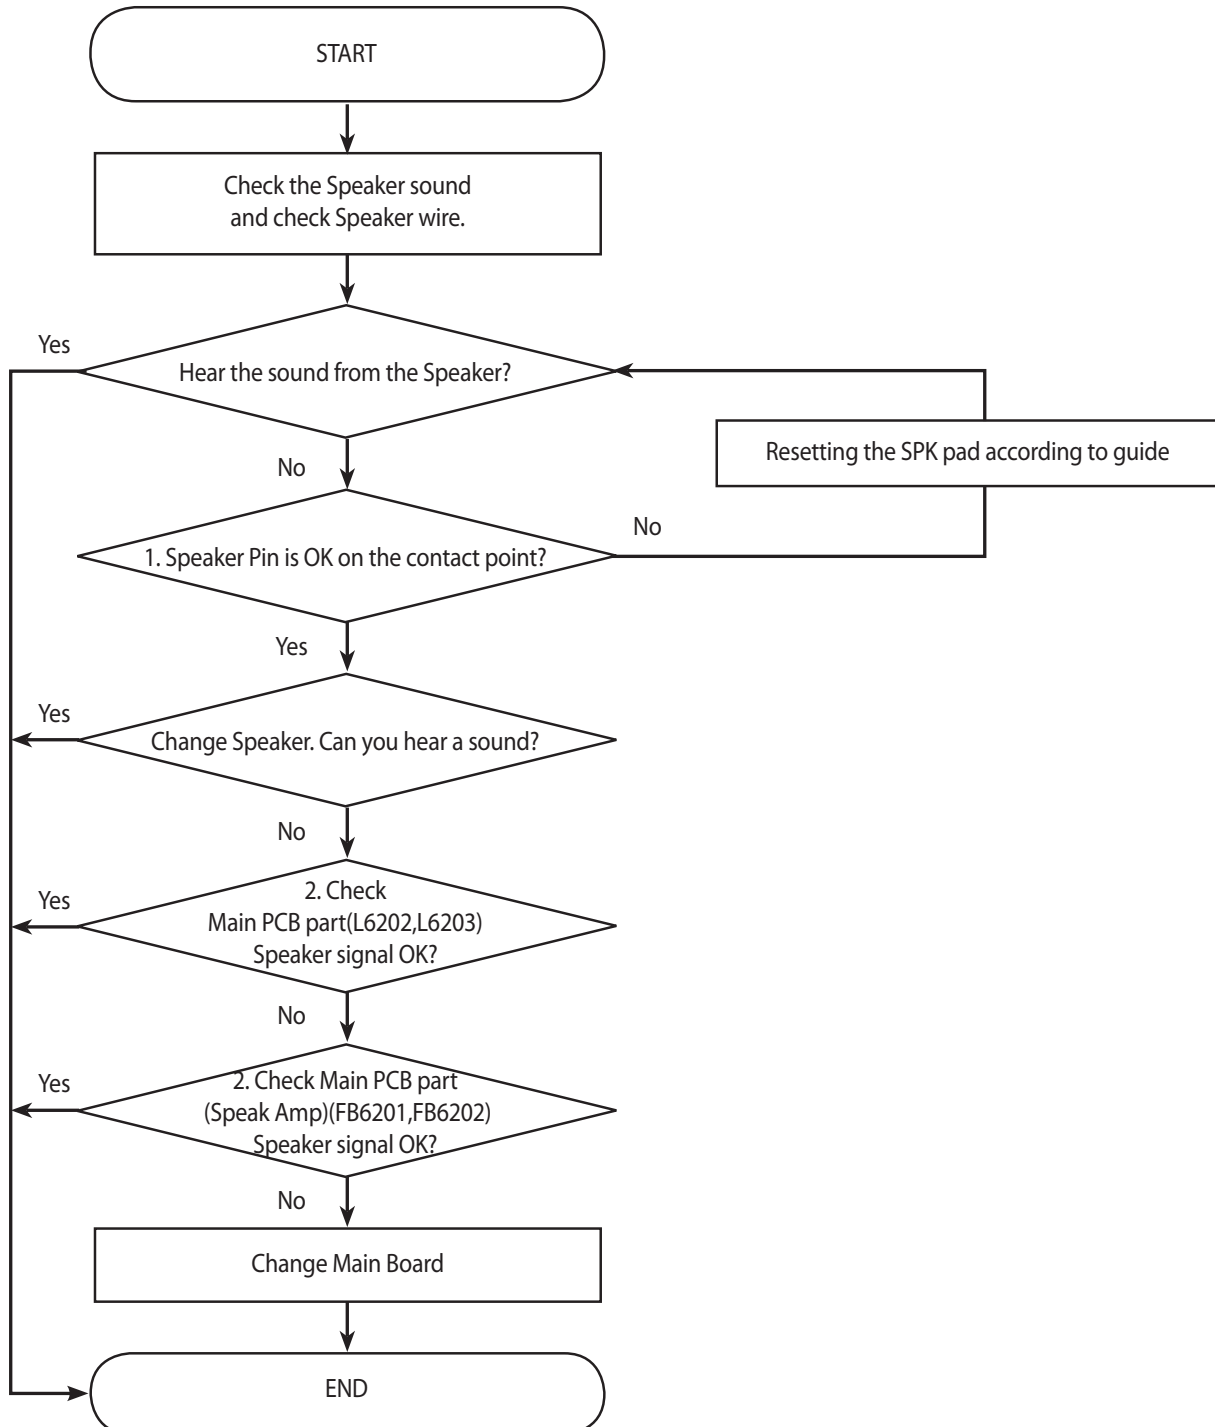 START
Check the Speaker sound
and check Speaker wire.
Yes
Hear the sound from the Speaker?
Resetting the SPK pad according to guide
No
No
1. Speaker Pin is OK on the contact point?
Yes
Yes
Change Speaker. Can you hear a sound?
No
Yes
2. Check
Main PCB part(L6202,L6203)
Speaker signal OK?
No
Yes
2. Check Main PCB part
(Speak Amp)(FB6201,FB6202)
Speaker signal OK?
No
Change Main Board
END